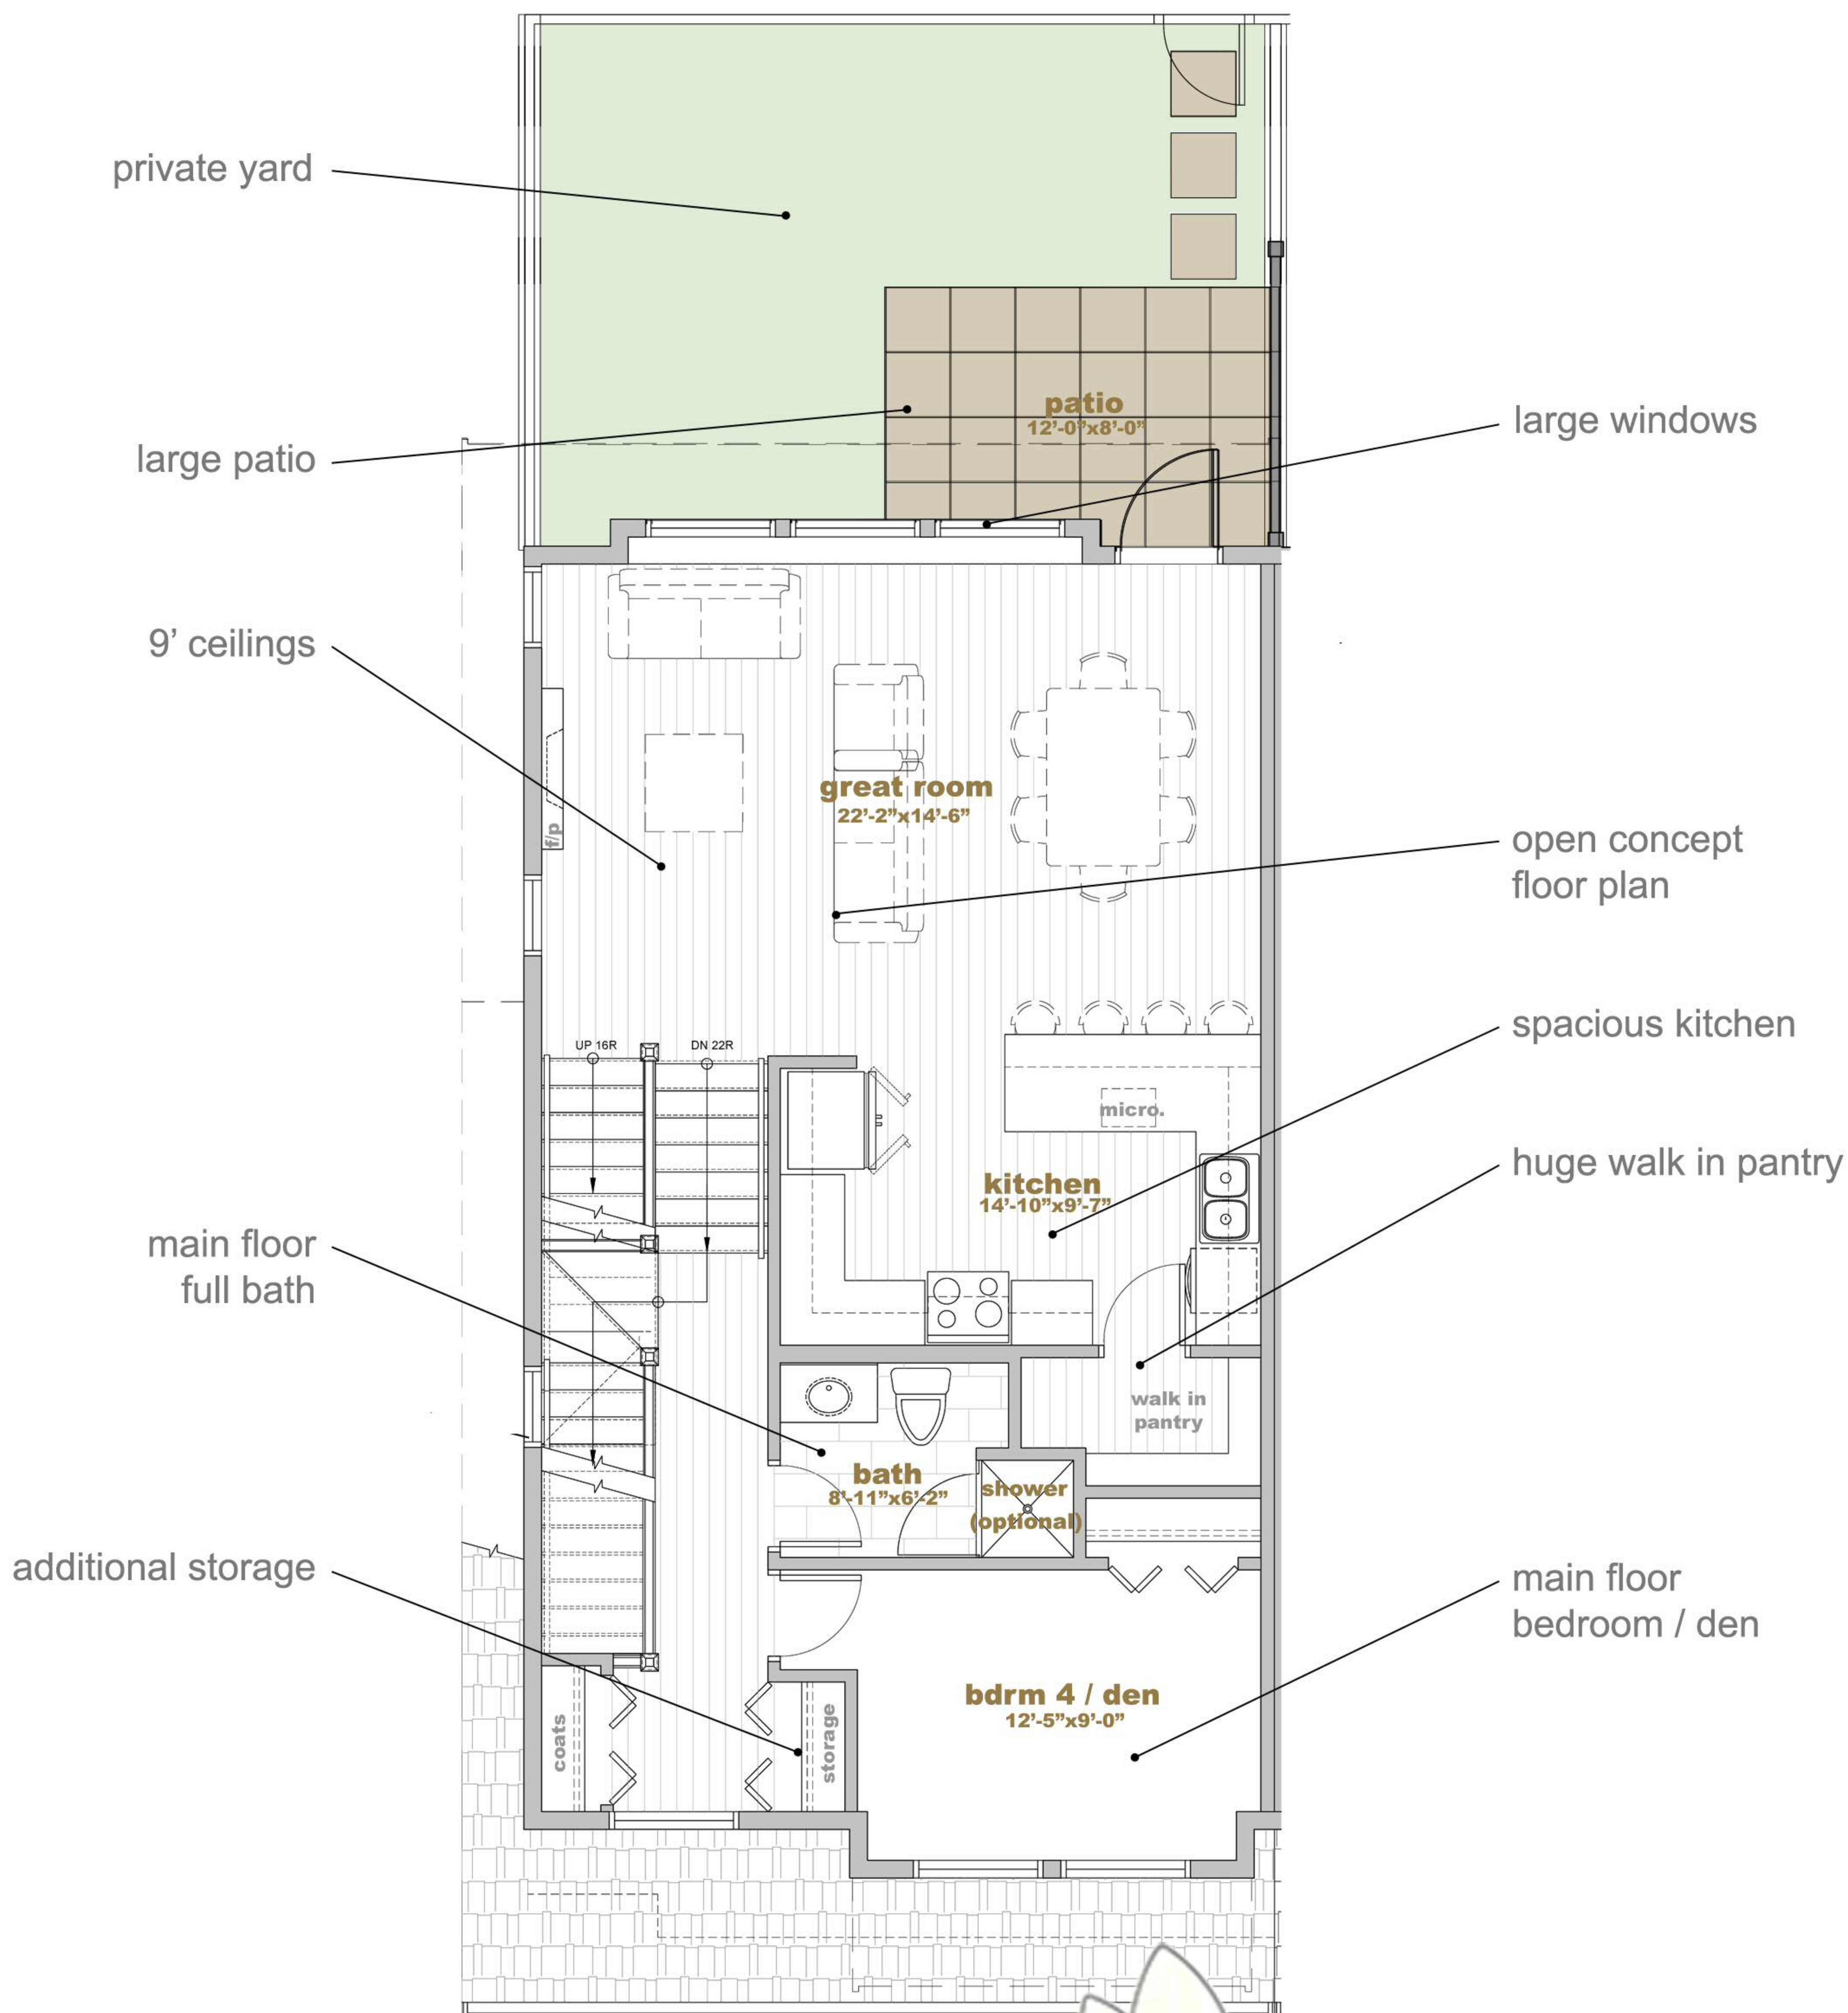 private yard
large patio
patio
12’-0”x8’-0”
large windows
9’ ceilings
great room
22’-2”x14’-6”
f/p
open concept
floor plan
spacious kitchen
UP 16R
DN 22R
micro.
huge walk in pantry
kitchen
14’-10”x9’-7”
main floor
full bath
walk in
pantry
bath
8’-11”x6’-2”
shower
(optional)
additional storage
main floor
bedroom / den
bdrm 4 / den
12’-5”x9’-0”
coats
storage